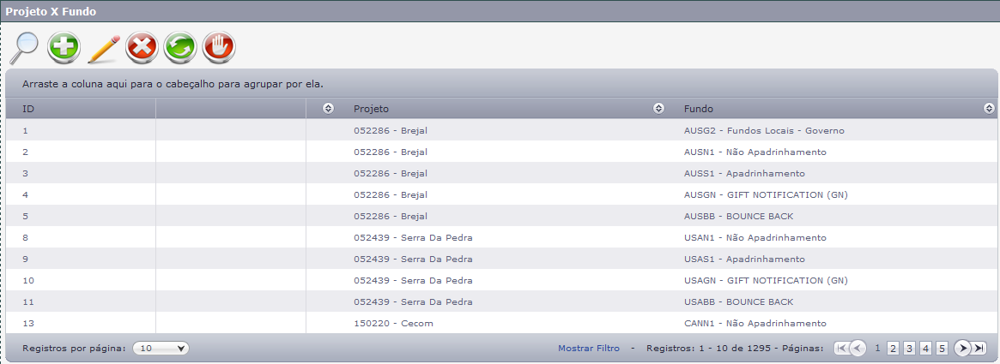 Projeto X Fundo
Arraste a coluna aqui para o cabeçalho para agrupar por ela.
ID Projeto Fundo
1 052286 - Brejal AUSG2 - Fundos Locais - Governo
2 052286 - Brejal AUSN1 - Não Apadrinhamento
3 052286 - Brejal AUSS1 - Apadrinhamento
4 052286 - Brejal AUSGN - GIFT NOTIFICATION (GN)
5 052286 - Brejal AUSBB - BOUNCE BACK
8 052439 - Serra Da Pedra USAN1 - Não Apadrinhamento
9 052439 - Serra Da Pedra USAS1 - Apadrinhamento
10 052439 - Serra Da Pedra USAGN - GIFT NOTIFICATION (GN)
11 052439 - Serra Da Pedra USABB - BOUNCE BACK
13 150220 - Cecom CANN1 - Não Apadrinhamento
Registros por página: 10 Mostrar Filtro - Registros: 1 - 10 de 1295 - Páginas: 1 2 3 4 5